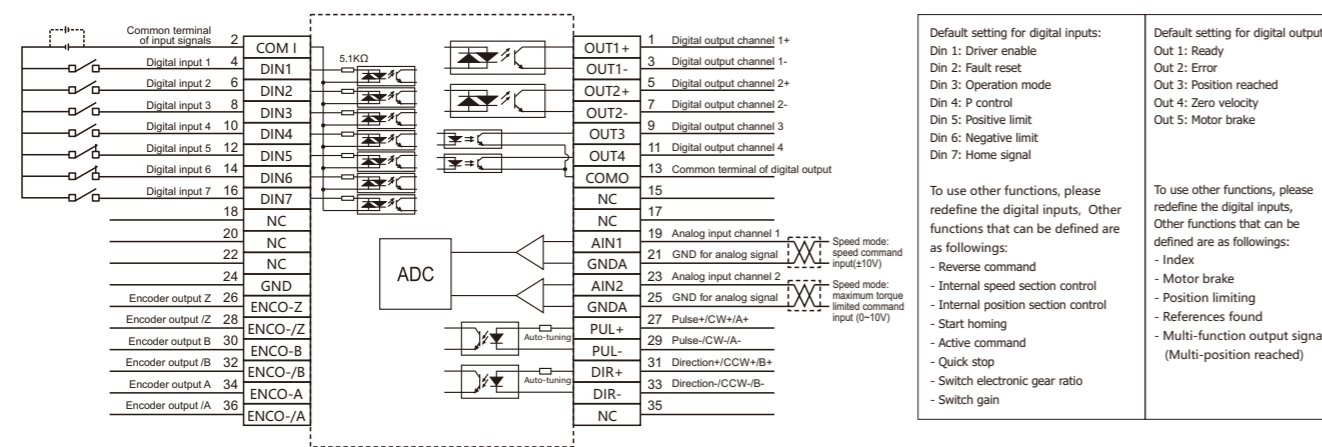 Common terminal
of input signals 2 COM I
Digital input 1 4 DIN1
Digital input 2 6 DIN2
Digital input 3 8 DIN3
Digital input 4 10 DIN4
Digital input 5 12 DIN5
Digital input 6 14 DIN6
Digital input 7 16 DIN7
18 NC
20 NC
22 NC
24 GND
Encoder output Z 26 ENCO-Z
Encoder output /Z 28 ENCO-/Z
Encoder output B 30 ENCO-B
Encoder output /B 32 ENCO-/B
Encoder output A 34 ENCO-A
Encoder output /A 36 ENCO-/A
5.1KΩ
ADC
Auto-tuning
Auto-tuning
OUT1+ 1 Digital output channel 1+
OUT1- 3 Digital output channel 1-
OUT2+ 5 Digital output channel 2+
OUT2- 7 Digital output channel 2-
OUT3 9 Digital output channel 3
OUT4 11 Digital output channel 4
COMO 13 Common terminal of digital output
NC 15
NC 17
AIN1 19 Analog input channel 1
GNDA 21 GND for analog signal
AIN2 23 Analog input channel 2
GNDA 25 GND for analog signal
PUL+ 27 Pulse+/CW+/A+
PUL- 29 Pulse-/CW-/A-
DIR+ 31 Direction+/CCW+/B+
DIR- 33 Direction-/CCW-/B-
NC 35
Speed mode:
speed command
input(±10V)
Speed mode:
maximum torque
limited command
input (0~10V)
Default setting for digital inputs:
Din 1: Driver enable
Din 2: Fault reset
Din 3: Operation mode
Din 4: P control
Din 5: Positive limit
Din 6: Negative limit
Din 7: Home signal
To use other functions, please
redefine the digital inputs, Other
functions that can be defined are
as followings:
- Reverse command
- Internal speed section control
- Internal position section control
- Start homing
- Active command
- Quick stop
- Switch electronic gear ratio
- Switch gain
Default setting for digital output
Out 1: Ready
Out 2: Error
Out 3: Position reached
Out 4: Zero velocity
Out 5: Motor brake
To use other functions, please
redefine the digital inputs,
Other functions that can be
defined are as followings:
- Index
- Motor brake
- Position limiting
- References found
- Multi-function output signa
(Multi-position reached)